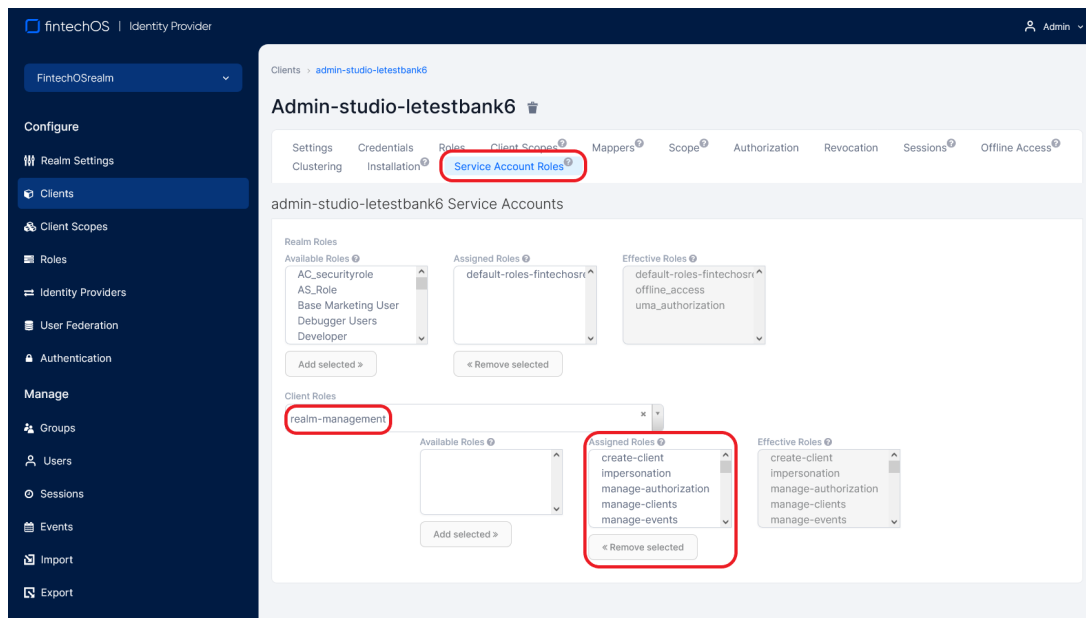 fintechOS | Identity Provider
Admin
FintechOSrealm
Configure
Realm Settings
Clients
Client Scopes
Roles
Identity Providers
User Federation
Authentication
Manage
Groups
Users
Sessions
Events
Import
Export
Clients > admin-studio-letestbank6
Admin-studio-letestbank6
Settings Credentials Roles Client Scopes Mappers Scope Authorization Revocation Sessions Offline Access
Clustering Installation Service Account Roles
admin-studio-letestbank6 Service Accounts
Realm Roles
Available Roles
AC_securityrole
AS_Role
Base Marketing User
Debugger Users
Developer
Add selected »
Assigned Roles
default-roles-fintechosre
« Remove selected
Effective Roles
default-roles-fintechosre
offline_access
uma_authorization
Client Roles
realm-management
Available Roles
Add selected »
Assigned Roles
create-client
impersonation
manage-authorization
manage-clients
manage-events
« Remove selected
Effective Roles
create-client
impersonation
manage-authorization
manage-clients
manage-events